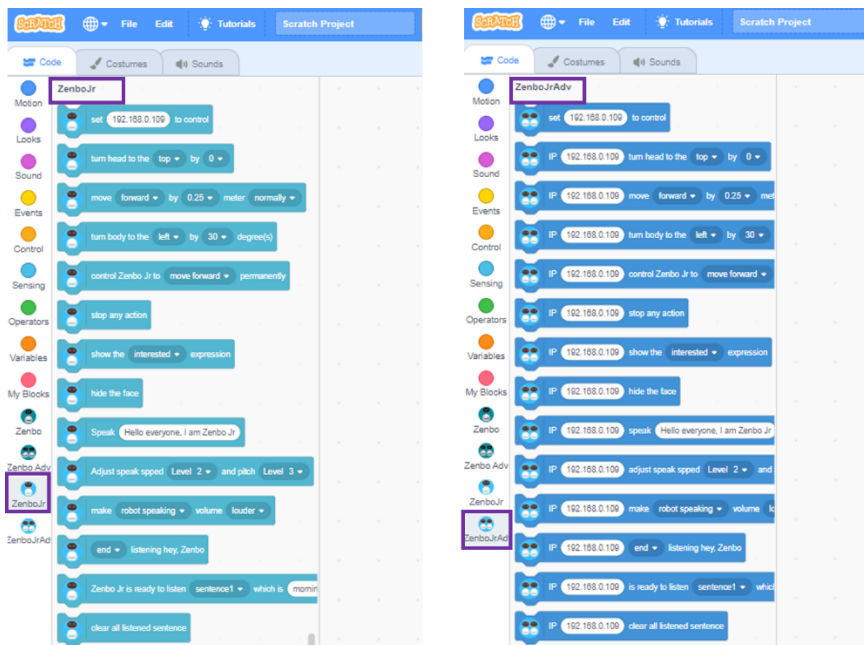 SCRATCH File Edit Tutorials Scratch Project
Code Costumes Sounds
ZenboJr
Motion
Looks
Sound
Events
Control
Sensing
Operators
Variables
My Blocks
Zenbo
Zenbo Adv
ZenboJr
ZenboJrAd
set 192.168.0.109 to control
turn head to the top by 0
move forward by 0.25 meter normally
turn body to the left by 30 degree(s)
control Zenbo Jr to move forward permanently
stop any action
show the interested expression
hide the face
Speak Hello everyone, I am Zenbo Jr
Adjust speak spped Level 2 and pitch Level 3
make robot speaking volume louder
end listening hey, Zenbo
Zenbo Jr is ready to listen sentence1 which is mornin
clear all listened sentence
SCRATCH File Edit Tutorials Scratch Project
Code Costumes Sounds
ZenboJrAdv
Motion
Looks
Sound
Events
Control
Sensing
Operators
Variables
My Blocks
Zenbo
Zenbo Adv
ZenboJr
ZenboJrAd
set 192.168.0.109 to control
IP 192.168.0.109 turn head to the top by 0
IP 192.168.0.109 move forward by 0.25 met
IP 192.168.0.109 turn body to the left by 30
IP 192.168.0.109 control Zenbo Jr to move forward
IP 192.168.0.109 stop any action
IP 192.168.0.109 show the interested expression
IP 192.168.0.109 hide the face
IP 192.168.0.109 speak Hello everyone, I am Zenbo Jr
IP 192.168.0.109 adjust speak spped Level 2 and
IP 192.168.0.109 make robot speaking volume lo
IP 192.168.0.109 end listening hey, Zenbo
IP 192.168.0.109 is ready to listen sentence1 whic
IP 192.168.0.109 clear all listened sentence